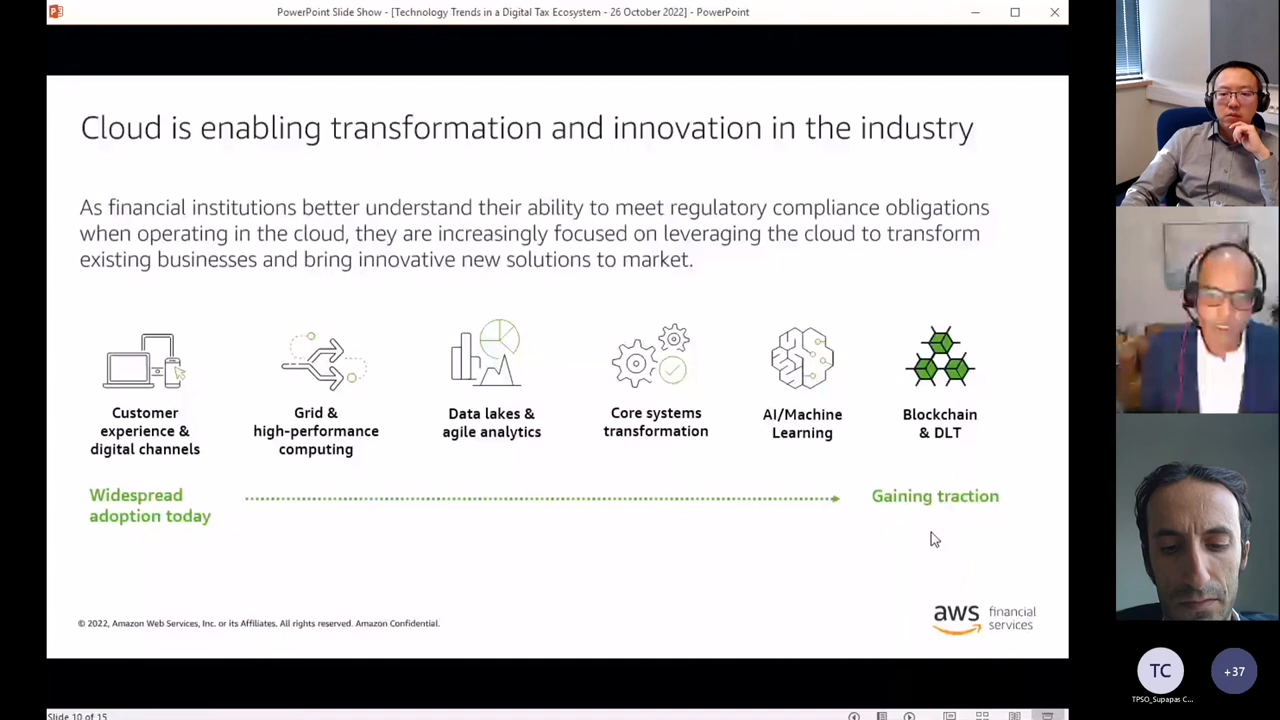 PowerPoint Slide Show - [Technology Trends in a Digital Tax Ecosystem - 26 October 2022] - PowerPoint
Cloud is enabling transformation and innovation in the industry
As financial institutions better understand their ability to meet regulatory compliance obligations
when operating in the cloud, they are increasingly focused on leveraging the cloud to transform
existing businesses and bring innovative new solutions to market.
Customer
experience &
digital channels
Grid &
high-performance
computing
Data lakes &
agile analytics
Core systems
transformation
AI/Machine
Learning
Blockchain
& DLT
Widespread
adoption today
Gaining traction
© 2022, Amazon Web Services, Inc. or its Affiliates. All rights reserved. Amazon Confidential.
aws
financial
services
Slide 10 of 15
TC
TPSO_Supapas C...
+37